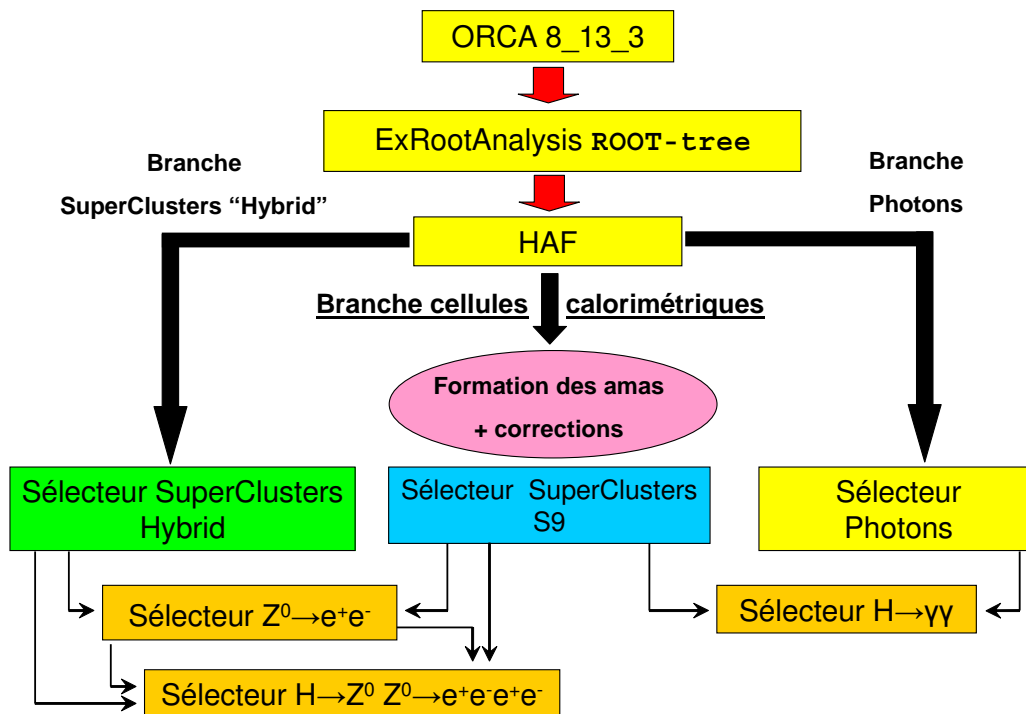 ORCA 8_13_3
ExRootAnalysis ROOT-tree
Branche
SuperClusters “Hybrid”
Branche
Photons
HAF
Branche cellules calorimétriques
Formation des amas
+ corrections
Sélecteur SuperClusters
Hybrid
Sélecteur SuperClusters
S9
Sélecteur
Photons
Sélecteur Z⁰→e⁺e⁻
Sélecteur H→γγ
Sélecteur H→Z⁰ Z⁰→e⁺e⁻e⁺e⁻